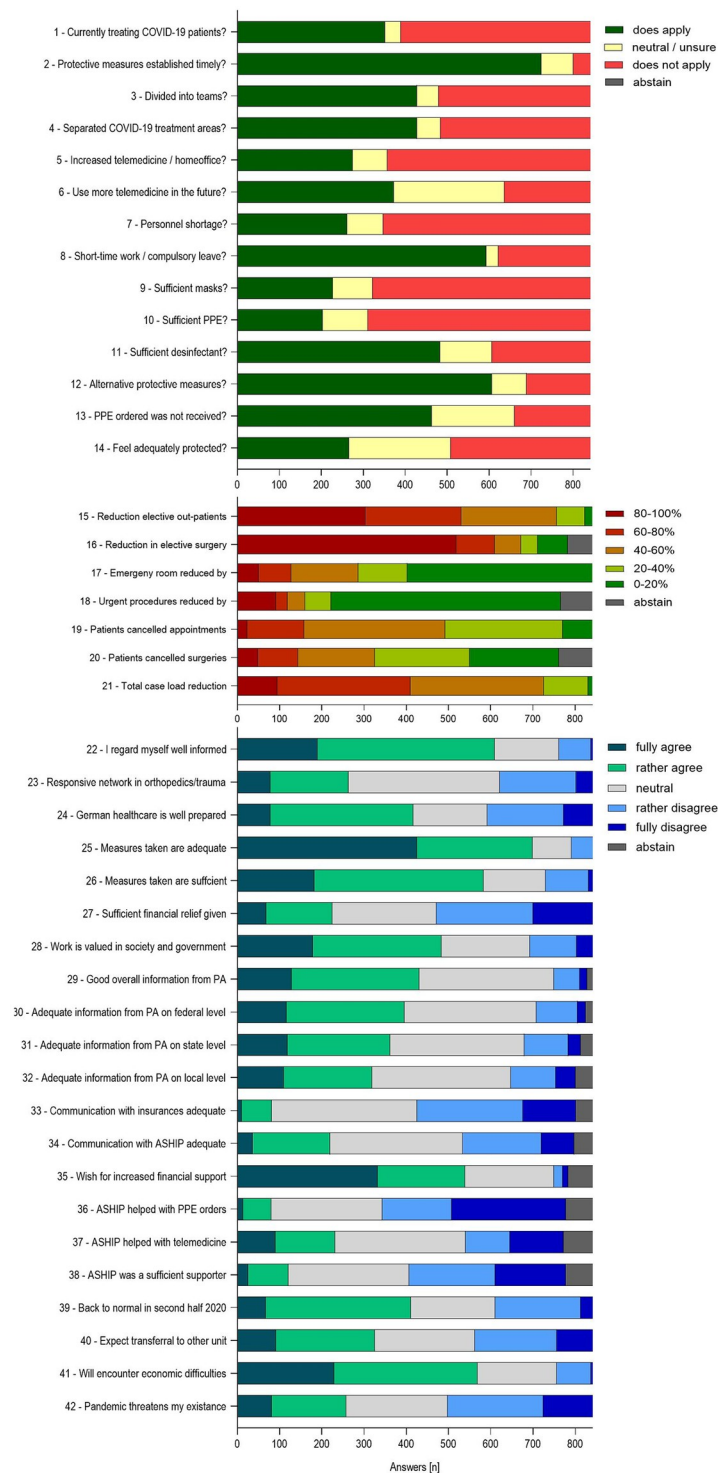 1 - Currently treating COVID-19 patients?
2 - Protective measures established timely?
3 - Divided into teams?
4 - Separated COVID-19 treatment areas?
5 - Increased telemedicine / homeoffice?
6 - Use more telemedicine in the future?
7 - Personnel shortage?
8 - Short-time work / compulsory leave?
9 - Sufficient masks?
10 - Sufficient PPE?
11 - Sufficient desinfectant?
12 - Alternative protective measures?
13 - PPE ordered was not received?
14 - Feel adequately protected?
0 100 200 300 400 500 600 700 800
does apply
neutral / unsure
does not apply
abstain
15 - Reduction elective out-patients
16 - Reduction in elective surgery
17 - Emergeny room reduced by
18 - Urgent procedures reduced by
19 - Patients cancelled appointments
20 - Patients cancelled surgeries
21 - Total case load reduction
0 100 200 300 400 500 600 700 800
80-100%
60-80%
40-60%
20-40%
0-20%
abstain
22 - I regard myself well informed
23 - Responsive network in orthopedics/trauma
24 - German healthcare is well prepared
25 - Measures taken are adequate
26 - Measures taken are suffcient
27 - Sufficient financial relief given
28 - Work is valued in society and government
29 - Good overall information from PA
30 - Adequate information from PA on federal level
31 - Adequate information from PA on state level
32 - Adequate information from PA on local level
33 - Communication with insurances adequate
34 - Communication with ASHIP adequate
35 - Wish for increased financial support
36 - ASHIP helped with PPE orders
37 - ASHIP helped with telemedicine
38 - ASHIP was a sufficient supporter
39 - Back to normal in second half 2020
40 - Expect transferral to other unit
41 - Will encounter economic difficulties
42 - Pandemic threatens my existance
0 100 200 300 400 500 600 700 800
Answers [n]
fully agree
rather agree
neutral
rather disagree
fully disagree
abstain